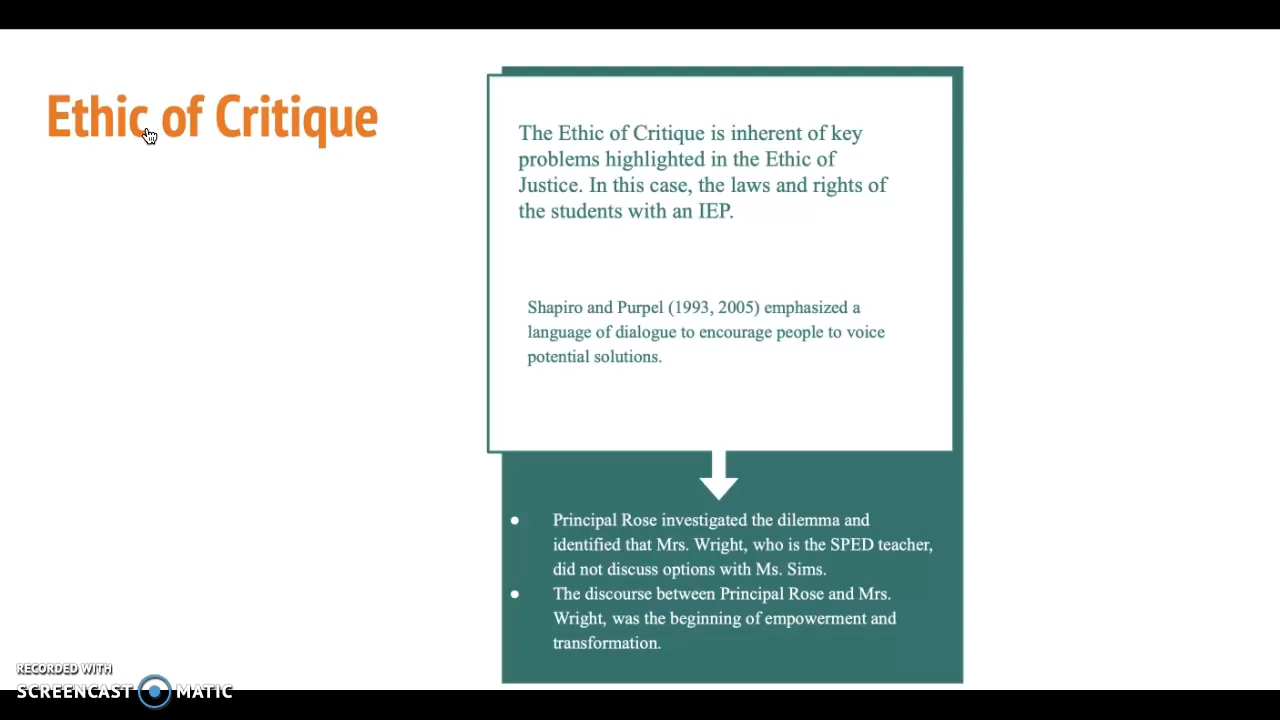 Ethic of Critique
The Ethic of Critique is inherent of key
problems highlighted in the Ethic of
Justice. In this case, the laws and rights of
the students with an IEP.
Shapiro and Purpel (1993, 2005) emphasized a
language of dialogue to encourage people to voice
potential solutions.
● Principal Rose investigated the dilemma and
identified that Mrs. Wright, who is the SPED teacher,
did not discuss options with Ms. Sims.
● The discourse between Principal Rose and Mrs.
Wright, was the beginning of empowerment and
transformation.
RECORDED WITH
SCREENCAST MATIC